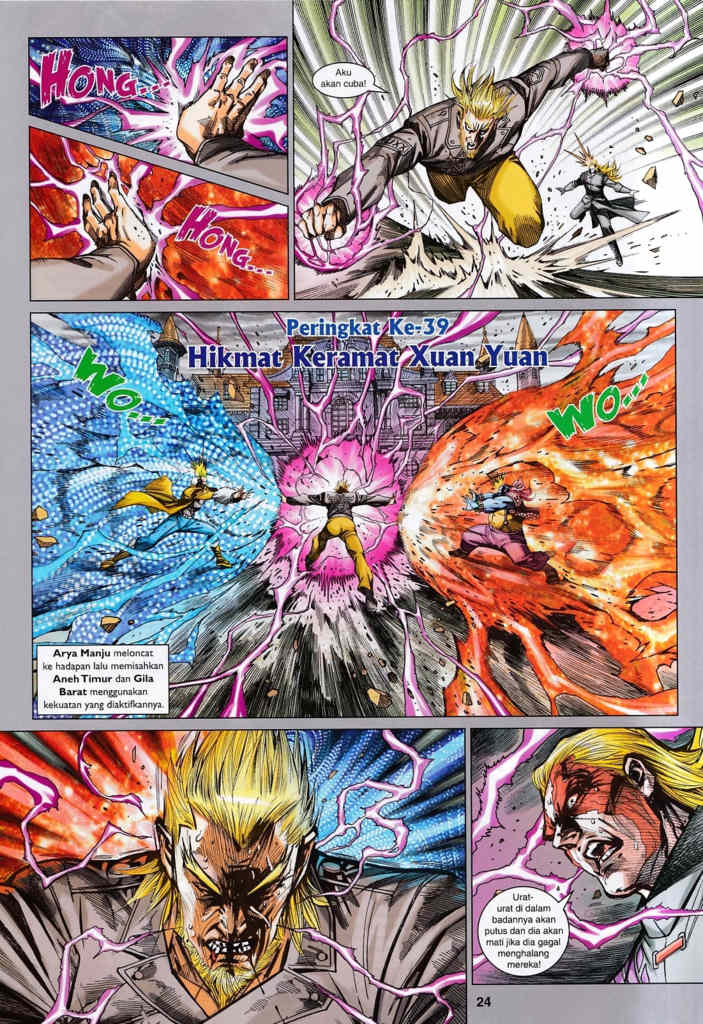 HONG...
HONG...
Aku
akan cuba!
Peringkat Ke-39
Hikmat Keramat Xuan Yuan
WO...
WO...
Arya Manju meloncat
ke hadapan lalu memisahkan
Aneh Timur dan Gila
Barat menggunakan
kekuatan yang diaktifkannya.
Urat-
urat di dalam
badannya akan
putus dan dia akan
mati jika dia gagal
menghalang
mereka!
24